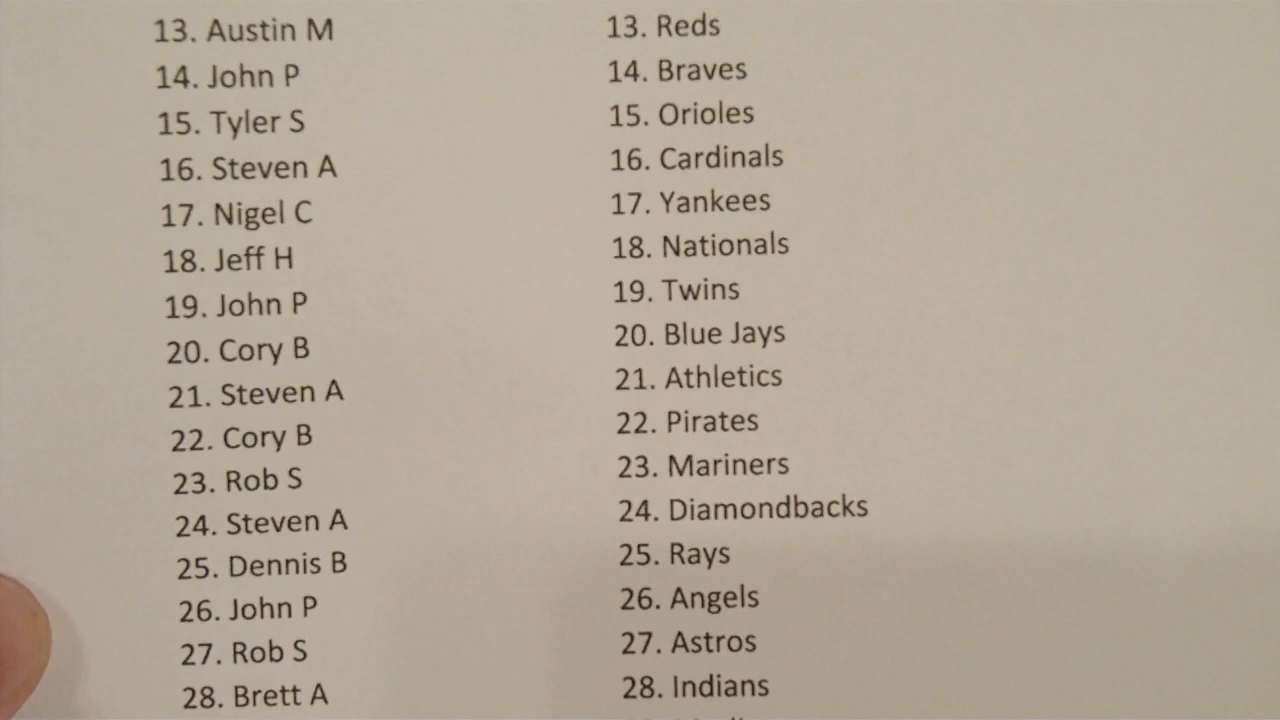 13. Austin M
14. John P
15. Tyler S
16. Steven A
17. Nigel C
18. Jeff H
19. John P
20. Cory B
21. Steven A
22. Cory B
23. Rob S
24. Steven A
25. Dennis B
26. John P
27. Rob S
28. Brett A
13. Reds
14. Braves
15. Orioles
16. Cardinals
17. Yankees
18. Nationals
19. Twins
20. Blue Jays
21. Athletics
22. Pirates
23. Mariners
24. Diamondbacks
25. Rays
26. Angels
27. Astros
28. Indians